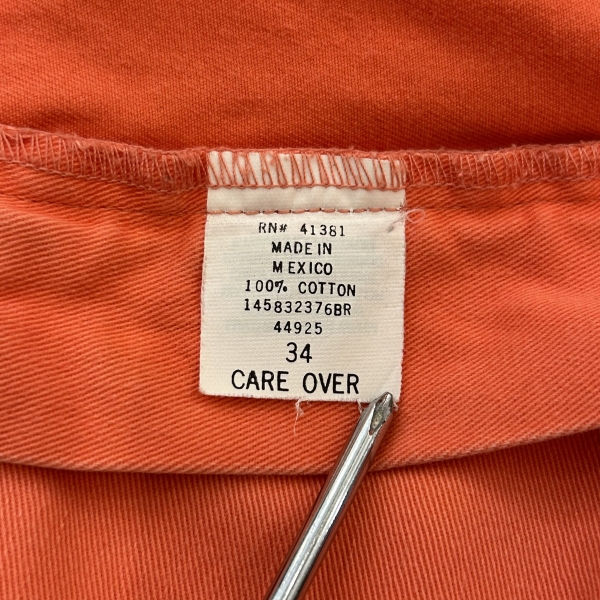 RN# 41381
MADE IN
MEXICO
100% COTTON
145832376BR
44925
34
CARE OVER